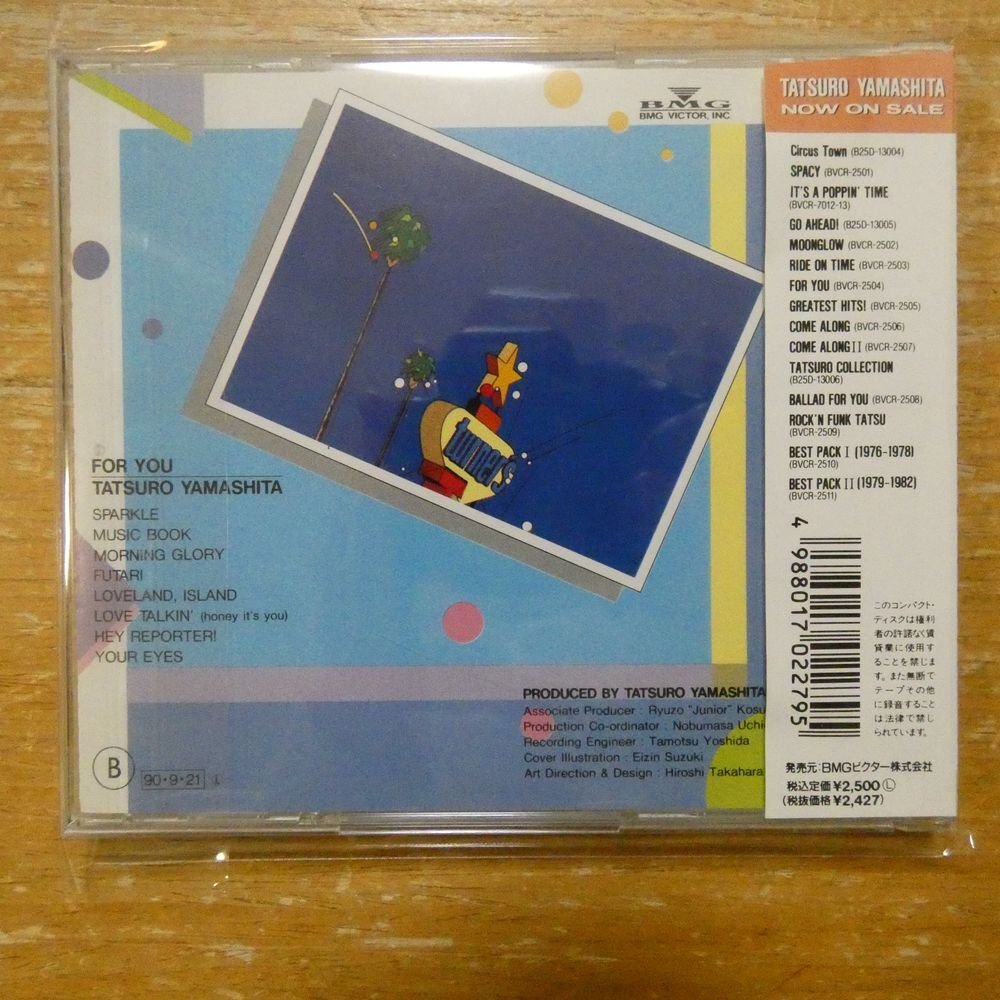 BMG
BMG VICTOR, INC.
tunners
FOR YOU
TATSURO YAMASHITA
SPARKLE
MUSIC BOOK
MORNING GLORY
FUTARI
LOVELAND, ISLAND
LOVE TALKIN' (honey it's you)
HEY REPORTER!
YOUR EYES
B
90・9・21 L
PRODUCED BY TATSURO YAMASHITA
Associate Producer : Ryuzo "Junior" Kosu
Production Co-ordinator : Nobumasa Uchi
Recording Engineer : Tamotsu Yoshida
Cover Illustration : Eizin Suzuki
Art Direction & Design : Hiroshi Takahara
TATSURO YAMASHITA
NOW ON SALE
Circus Town (B25D-13004)
SPACY (BVCR-2501)
IT'S A POPPIN' TIME
(BVCR-7012-13)
GO AHEAD! (B25D-13005)
MOONGLOW (BVCR-2502)
RIDE ON TIME (BVCR-2503)
FOR YOU (BVCR-2504)
GREATEST HITS! (BVCR-2505)
COME ALONG (BVCR-2506)
COME ALONG II (BVCR-2507)
TATSURO COLLECTION
(B25D-13006)
BALLAD FOR YOU (BVCR-2508)
ROCK'N FUNK TATSU
(BVCR-2509)
BEST PACK I (1976-1978)
(BVCR-2510)
BEST PACK II (1979-1982)
(BVCR-2511)
4 988017 022795
このコンパクト・
ディスクは権利
者の許諾なく賃
貸業に使用す
ることを禁じま
す。また無断で
テープその他
に録音すること
は法律で禁じ
られています。
発売元:BMGビクター株式会社
税込定価¥2,500 Ⓛ
(税抜価格¥2,427)